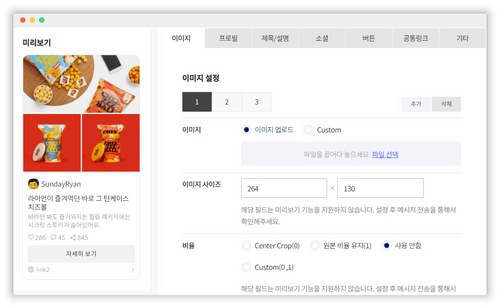 미리보기
SundayRyan
라이언이 즐겨먹던 바로 그 틴케이스
치즈볼
바라만 봐도 즐거워지는 힐링 패키지에는
시크릿 스토리가 숨어있어요.
286 45 845
자세히 보기
link2
이미지 프로필 제목/설명 소셜 버튼 공통링크 기타
이미지 설정
1 2 3 추가 삭제
이미지 이미지 업로드 Custom
파일을 끌어다 놓으세요. 파일 선택
이미지 사이즈 264 × 130
해당 필드는 미리보기 기능을 지원하지 않습니다. 설정 후 메시지 전송을 통해서
확인해주세요.
비율 Center Crop(0) 원본 비율 유지(1) 사용 안함
Custom(0 ,1)
해당 필드는 미리보기 기능을 지원하지 않습니다. 설정 후 메시지 전송을 통해서